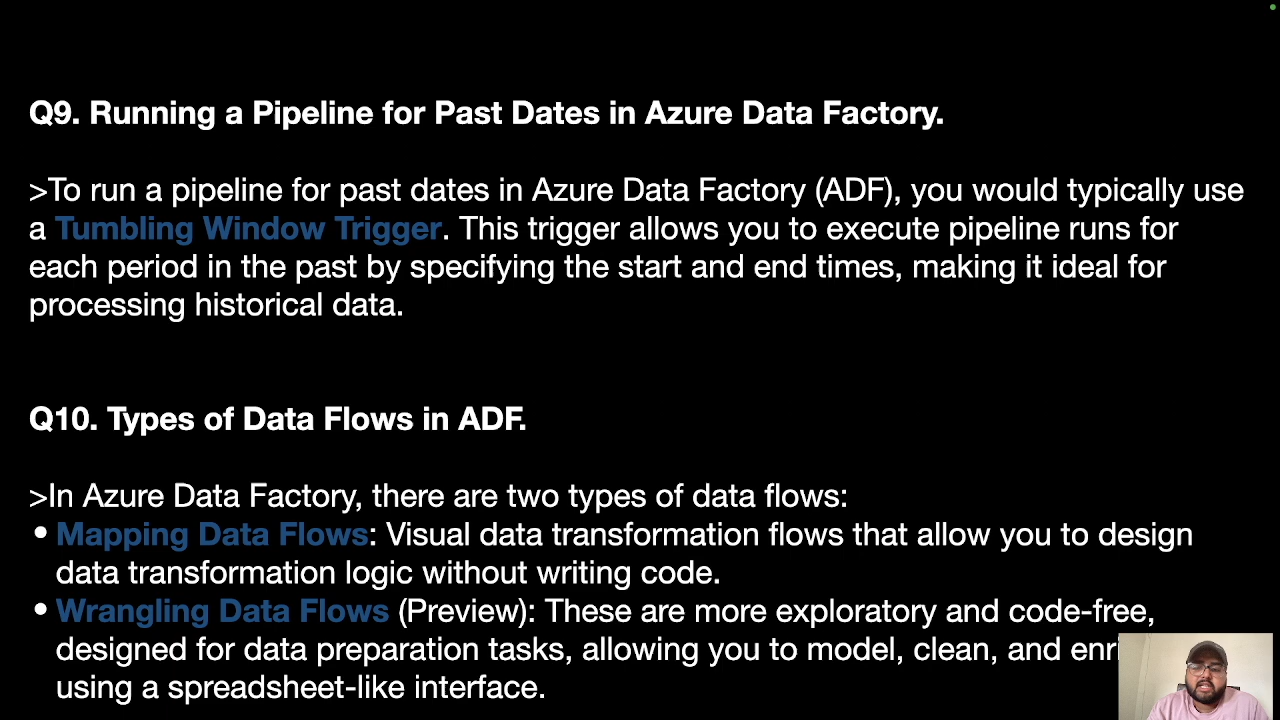 Q9. Running a Pipeline for Past Dates in Azure Data Factory.
>To run a pipeline for past dates in Azure Data Factory (ADF), you would typically use
a Tumbling Window Trigger. This trigger allows you to execute pipeline runs for
each period in the past by specifying the start and end times, making it ideal for
processing historical data.
Q10. Types of Data Flows in ADF.
>In Azure Data Factory, there are two types of data flows:
• Mapping Data Flows: Visual data transformation flows that allow you to design
data transformation logic without writing code.
• Wrangling Data Flows (Preview): These are more exploratory and code-free,
designed for data preparation tasks, allowing you to model, clean, and
using a spreadsheet-like interface.